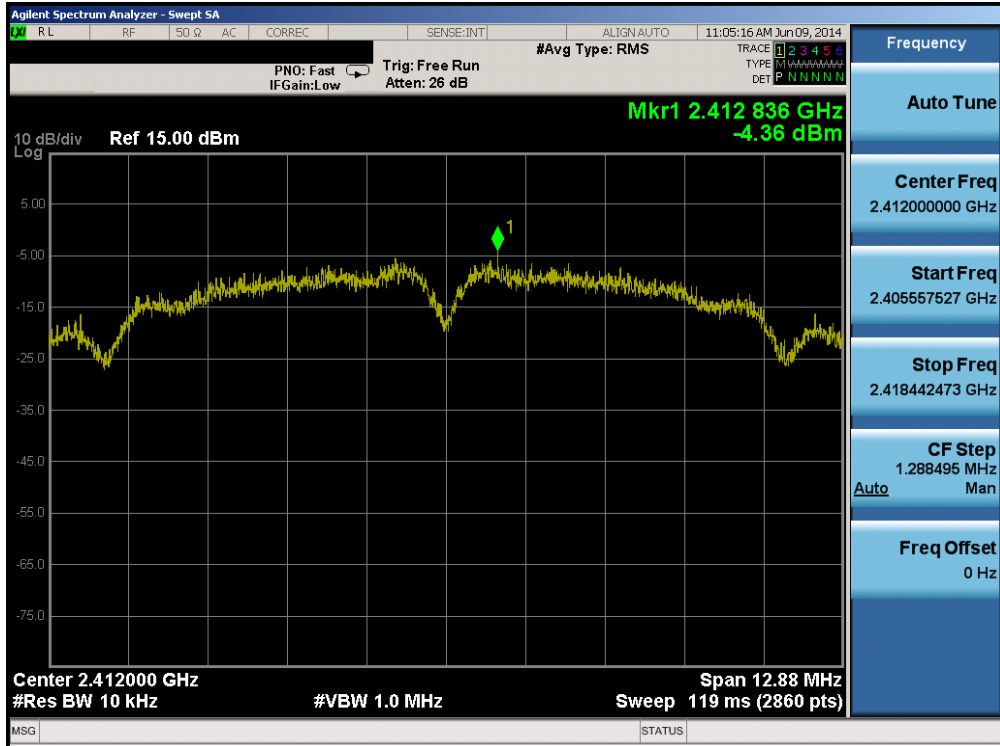 Agilent Spectrum Analyzer - Swept SA
LXI RL RF 50 Ω AC CORREC SENSE:INT ALIGN AUTO 11:05:16 AM Jun 09, 2014
#Avg Type: RMS TRACE 1 2 3 4 5 6
PNO: Fast Trig: Free Run TYPE M WWWWW
IFGain:Low Atten: 26 dB DET P N N N N N
Mkr1 2.412 836 GHz
-4.36 dBm
10 dB/div Ref 15.00 dBm
Log
5.00
-5.00
-15.0
-25.0
-35.0
-45.0
-55.0
-65.0
-75.0
1
Center 2.412000 GHz Span 12.88 MHz
#Res BW 10 kHz #VBW 1.0 MHz Sweep 119 ms (2860 pts)
MSG STATUS
Frequency
Auto Tune
Center Freq
2.412000000 GHz
Start Freq
2.405557527 GHz
Stop Freq
2.418442473 GHz
CF Step
1.288495 MHz
Auto Man
Freq Offset
0 Hz